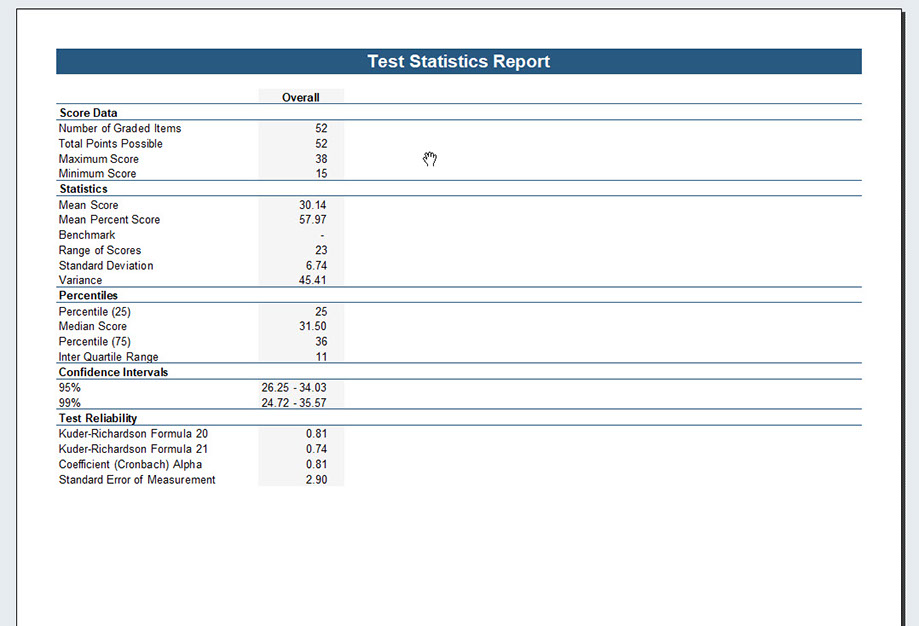 Test Statistics Report
Overall
Score Data
Number of Graded Items 52
Total Points Possible 52
Maximum Score 38
Minimum Score 15
Statistics
Mean Score 30.14
Mean Percent Score 57.97
Benchmark -
Range of Scores 23
Standard Deviation 6.74
Variance 45.41
Percentiles
Percentile (25) 25
Median Score 31.50
Percentile (75) 36
Inter Quartile Range 11
Confidence Intervals
95% 26.25 - 34.03
99% 24.72 - 35.57
Test Reliability
Kuder-Richardson Formula 20 0.81
Kuder-Richardson Formula 21 0.74
Coefficient (Cronbach) Alpha 0.81
Standard Error of Measurement 2.90